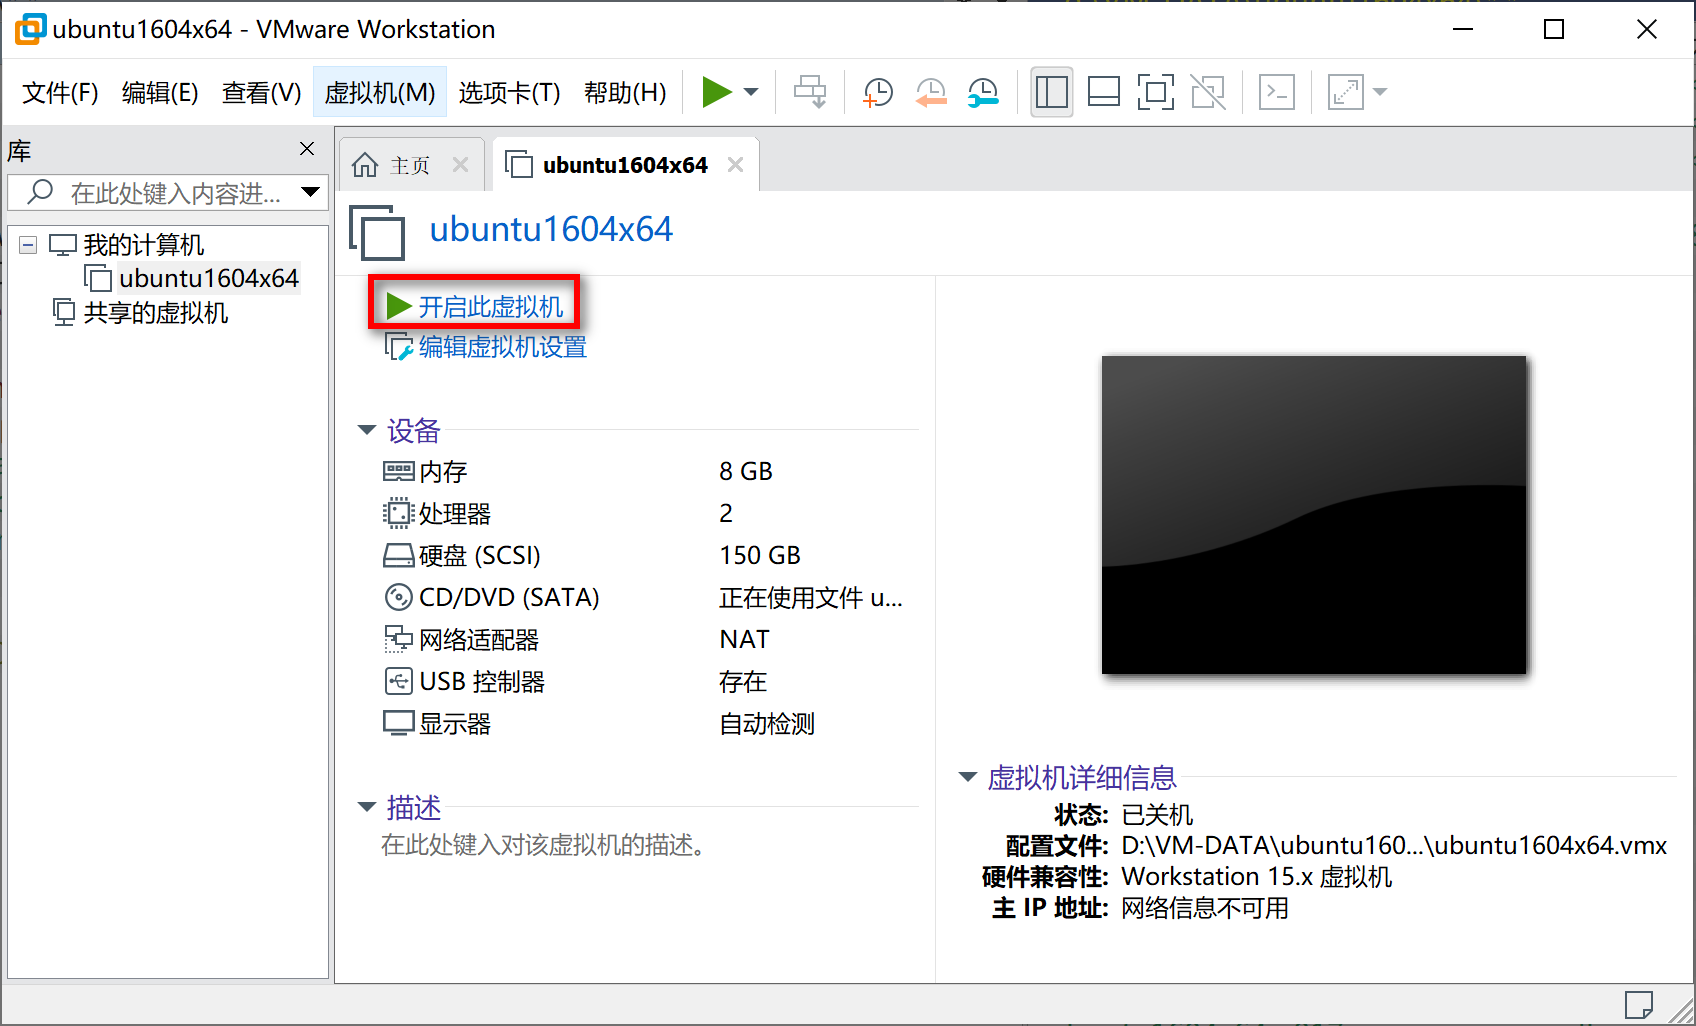 ubuntu1604x64 - VMware Workstation
文件(F) 编辑(E) 查看(V) 虚拟机(M) 选项卡(T) 帮助(H)
库
在此处键入内容进...
我的计算机
ubuntu1604x64
共享的虚拟机
主页 ubuntu1604x64
ubuntu1604x64
开启此虚拟机
编辑虚拟机设置
设备
内存 8 GB
处理器 2
硬盘 (SCSI) 150 GB
CD/DVD (SATA) 正在使用文件 u...
网络适配器 NAT
USB 控制器 存在
显示器 自动检测
描述
在此处键入对该虚拟机的描述。
虚拟机详细信息
状态: 已关机
配置文件: D:\VM-DATA\ubuntu160...\ubuntu1604x64.vmx
硬件兼容性: Workstation 15.x 虚拟机
主 IP 地址: 网络信息不可用